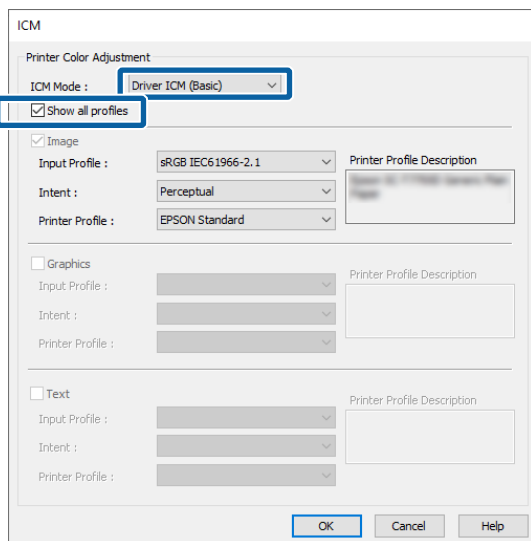 ICM
Printer Color Adjustment
ICM Mode : Driver ICM (Basic)
Show all profiles
Image
Input Profile : sRGB IEC61966-2.1 Printer Profile Description
Intent : Perceptual
Printer Profile : EPSON Standard
Graphics
Input Profile : Printer Profile Description
Intent :
Printer Profile :
Text
Input Profile : Printer Profile Description
Intent :
Printer Profile :
OK Cancel Help